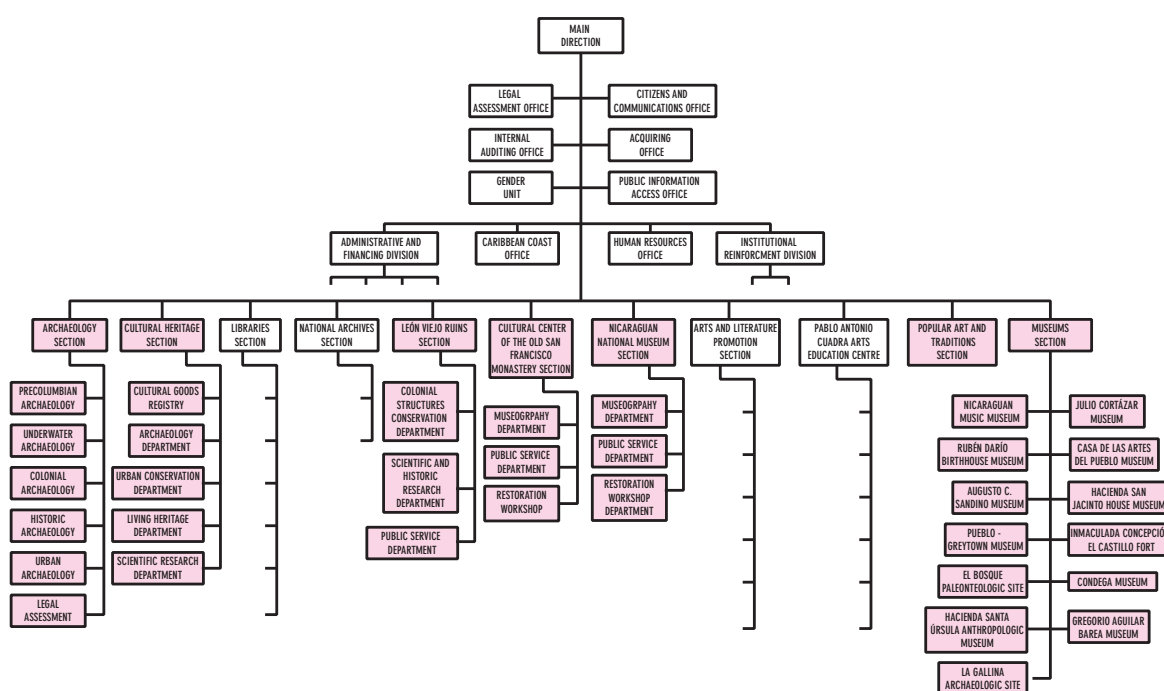 MAIN
DIRECTION
LEGAL
ASSESSMENT OFFICE
CITIZENS AND
COMMUNICATIONS OFFICE
INTERNAL
AUDITING OFFICE
ACQUIRING
OFFICE
GENDER
UNIT
PUBLIC INFORMATION
ACCESS OFFICE
ADMINISTRATIVE AND
FINANCING DIVISION
CARIBBEAN COAST
OFFICE
HUMAN RESOURCES
OFFICE
INSTITUTIONAL
REINFORCMENT DIVISION
ARCHAEOLOGY
SECTION
CULTURAL HERITAGE
SECTION
LIBRARIES
SECTION
NATIONAL ARCHIVES
SECTION
LEÓN VIEJO RUINS
SECTION
CULTURAL CENTER
OF THE OLD SAN
FRANCISCO
MONASTERY SECTION
NICARAGUAN
NATIONAL MUSEUM
SECTION
ARTS AND LITERATURE
PROMOTION
SECTION
PABLO ANTONIO
CUADRA ARTS
EDUCATION CENTRE
POPULAR ART AND
TRADITIONS
SECTION
MUSEUMS
SECTION
PRECOLUMBIAN
ARCHAEOLOGY
UNDERWATER
ARCHAEOLOGY
COLONIAL
ARCHAEOLOGY
HISTORIC
ARCHAEOLOGY
URBAN
ARCHAEOLOGY
LEGAL
ASSESSMENT
CULTURAL GOODS
REGISTRY
ARCHAEOLOGY
DEPARTMENT
URBAN CONSERVATION
DEPARTMENT
LIVING HERITAGE
DEPARTMENT
SCIENTIFIC RESEARCH
DEPARTMENT
COLONIAL
STRUCTURES
CONSERVATION
DEPARTMENT
SCIENTIFIC AND
HISTORIC
RESEARCH
DEPARTMENT
PUBLIC SERVICE
DEPARTMENT
MUSEOGRPAHY
DEPARTMENT
PUBLIC SERVICE
DEPARTMENT
RESTORATION
WORKSHOP
MUSEOGRPAHY
DEPARTMENT
PUBLIC SERVICE
DEPARTMENT
RESTORATION
WORKSHOP
DEPARTMENT
NICARAGUAN
MUSIC MUSEUM
JULIO CORTÁZAR
MUSEUM
RUBÉN DARÍO
BIRTHHOUSE MUSEUM
CASA DE LAS ARTES
DEL PUEBLO MUSEUM
AUGUSTO C.
SANDINO MUSEUM
HACIENDA SAN
JACINTO HOUSE MUSEUM
PUEBLO -
GREYTOWN MUSEUM
INMACULADA CONCEPCIÓ
EL CASTILLO FORT
EL BOSQUE
PALEONTEOLOGIC SITE
CONDEGA MUSEUM
HACIENDA SANTA
ÚRSULA ANTHROPOLOGIC
MUSEUM
GREGORIO AGUILAR
BAREA MUSEUM
LA GALLINA
ARCHAEOLOGIC SITE